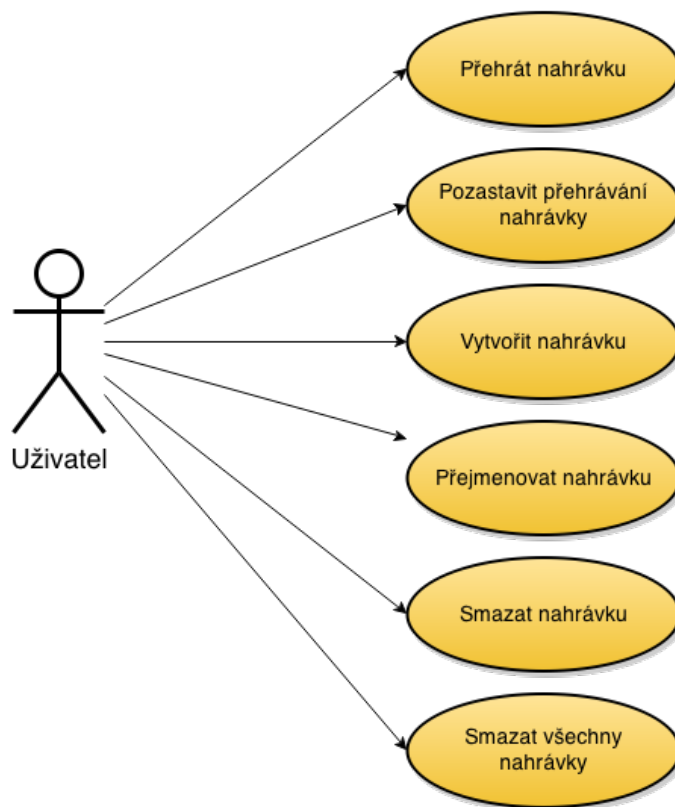 Přehrát nahrávku
Pozastavit přehrávání
nahrávky
Vytvořit nahrávku
Uživatel
Přejmenovat nahrávku
Smazat nahrávku
Smazat všechny
nahrávky